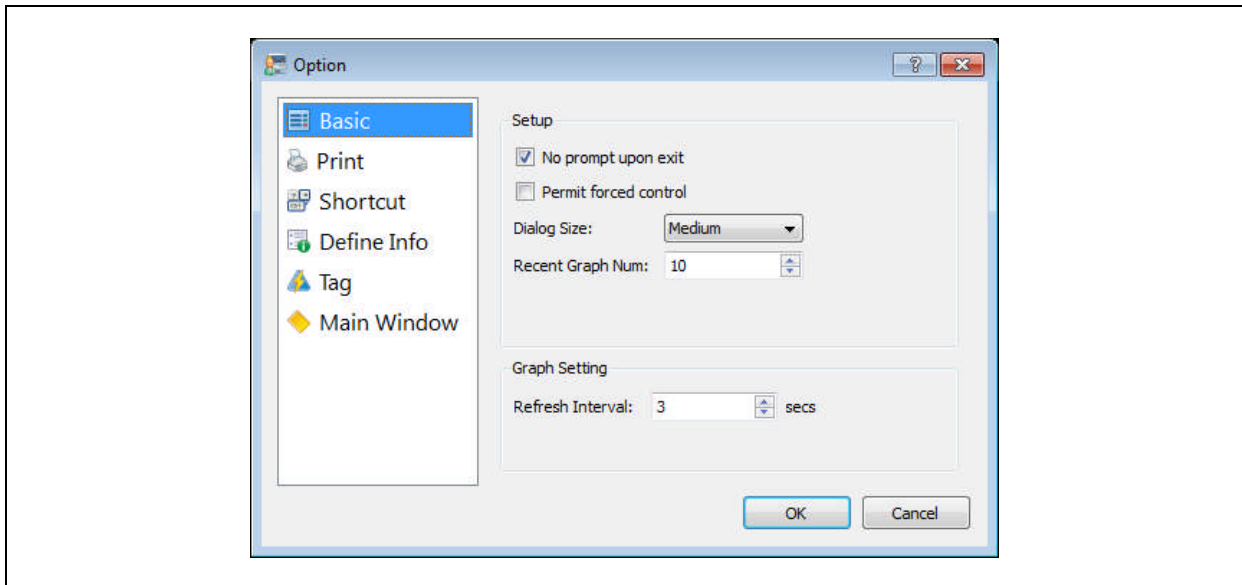 Option
Basic
Print
Shortcut
Define Info
Tag
Main Window
Setup
No prompt upon exit
Permit forced control
Dialog Size: Medium
Recent Graph Num: 10
Graph Setting
Refresh Interval: 3 secs
OK Cancel